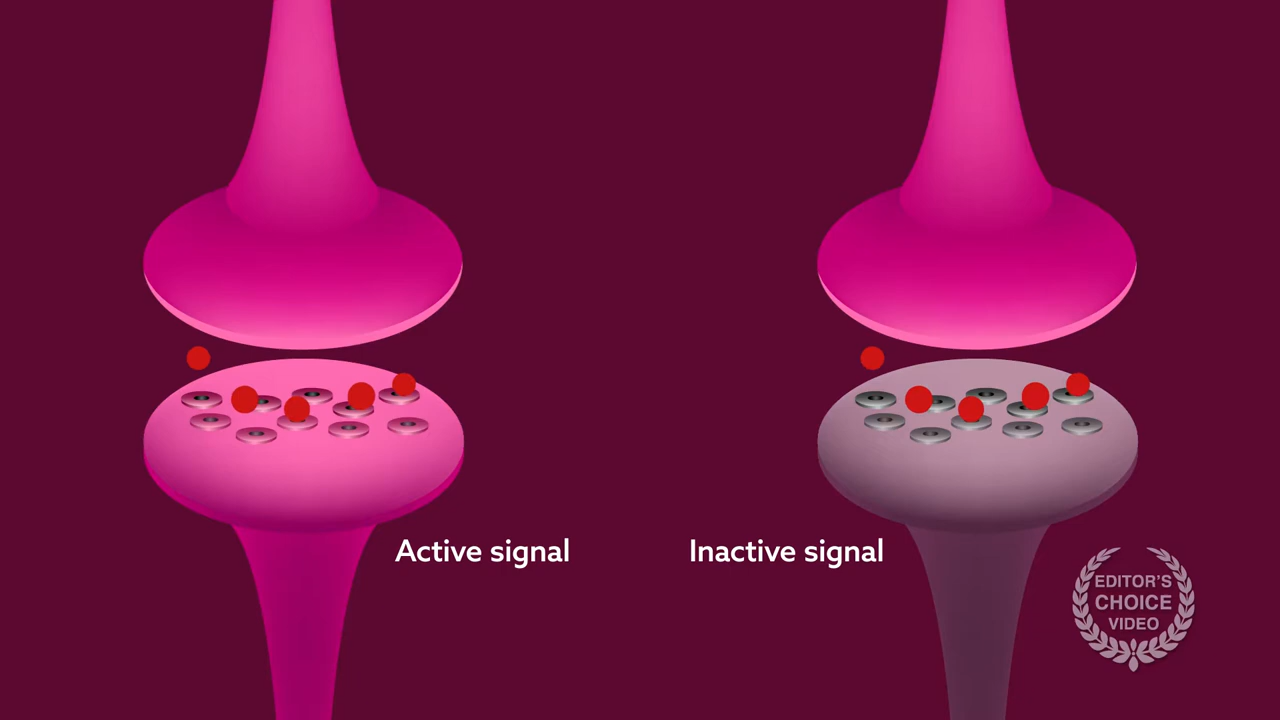 Active signal
Inactive signal
EDITOR'S
CHOICE
VIDEO